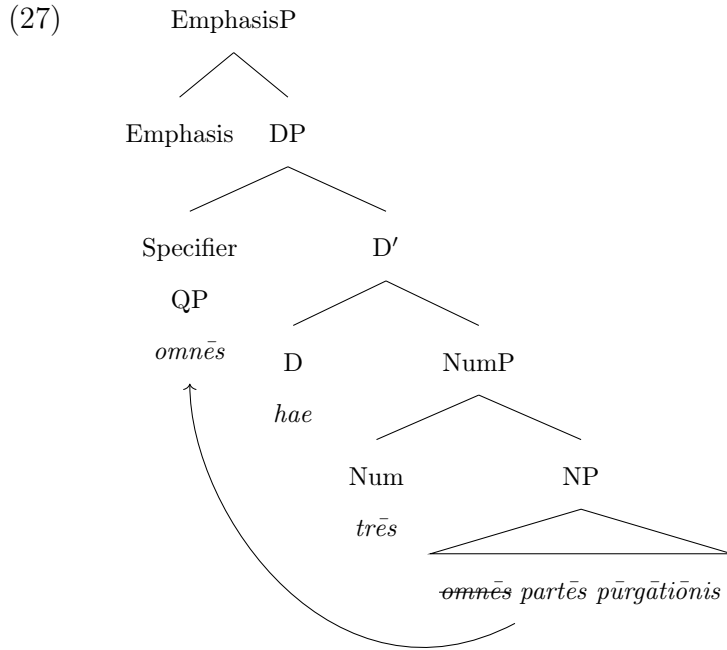 (27) EmphasisP
Emphasis DP
Specifier D′
QP
omnēs D NumP
hae
Num NP
trēs
omnēs partēs pūrgātiōnis